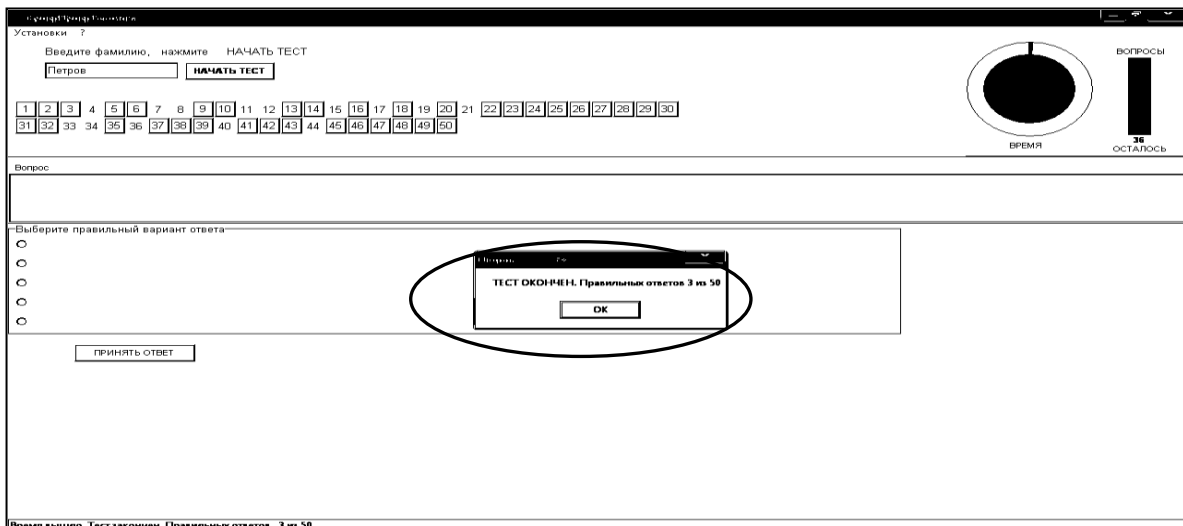 Установки ?
Введите фамилию, нажмите НАЧАТЬ ТЕСТ
Петров НАЧАТЬ ТЕСТ
1 2 3 4 5 6 7 8 9 10 11 12 13 14 15 16 17 18 19 20 21 22 23 24 25 26 27 28 29 30
31 32 33 34 35 36 37 38 39 40 41 42 43 44 45 46 47 48 49 50
ВРЕМЯ
ВОПРОСЫ
36
ОСТАЛОСЬ
Вопрос
Выберите правильный вариант ответа
ТЕСТ ОКОНЧЕН. Правильных ответов 3 из 50
OK
ПРИНЯТЬ ОТВЕТ
Время вышло. Тест закончен. Правильных ответов 3 из 50